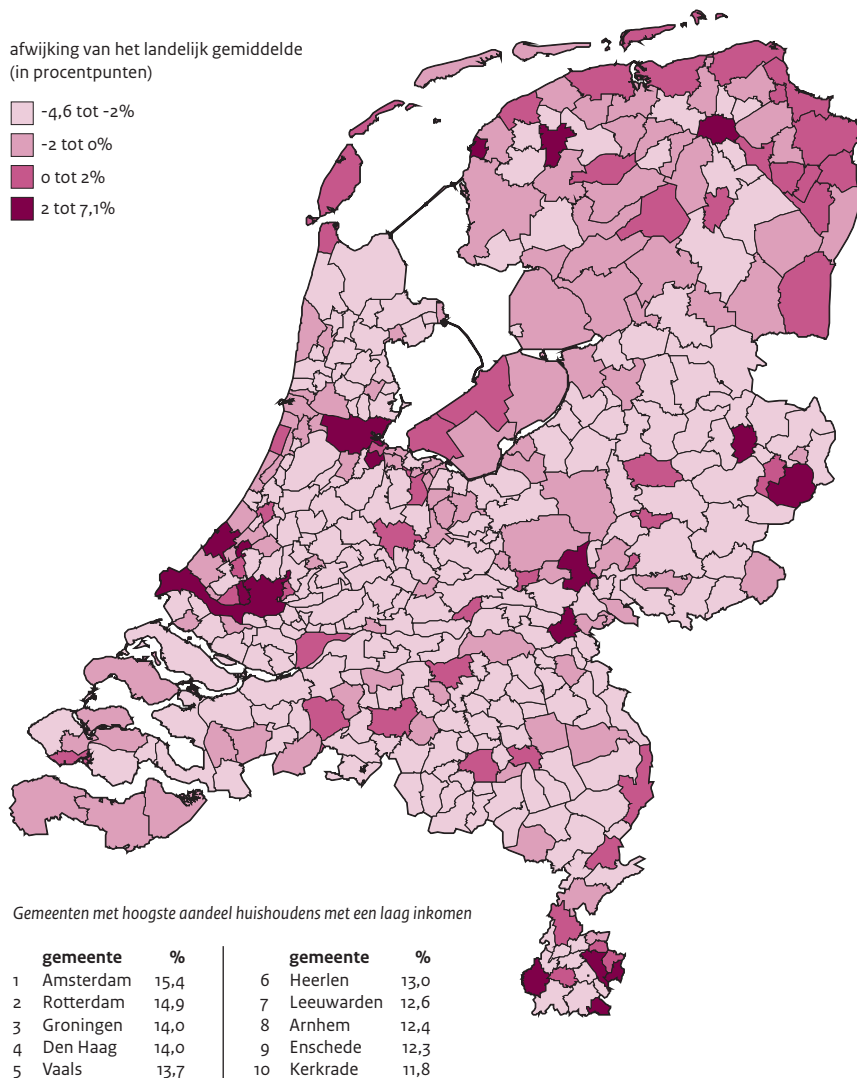 afwijking van het landelijk gemiddelde
(in procentpunten)
-4,6 tot -2%
-2 tot 0%
0 tot 2%
2 tot 7,1%
Gemeenten met hoogste aandeel huishoudens met een laag inkomen
gemeente % gemeente %
1 Amsterdam 15,4 6 Heerlen 13,0
2 Rotterdam 14,9 7 Leeuwarden 12,6
3 Groningen 14,0 8 Arnhem 12,4
4 Den Haag 14,0 9 Enschede 12,3
5 Vaals 13,7 10 Kerkrade 11,8